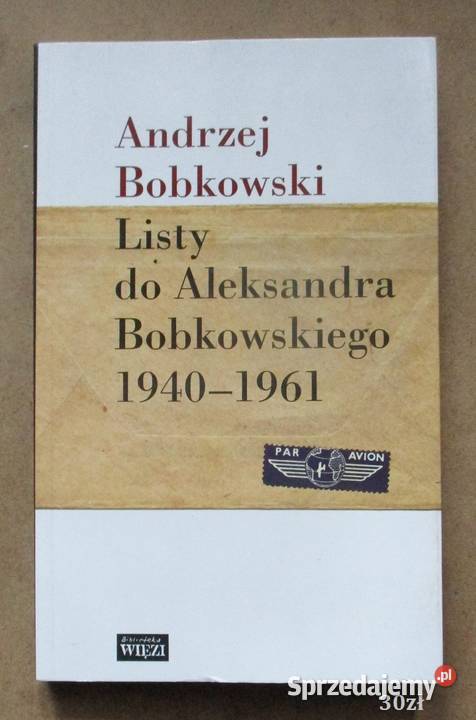 Andrzej
Bobkowski
Listy
do Aleksandra
Bobkowskiego
1940–1961
PAR AVION
Biblioteka
WIĘZI
Sprzedajemy.pl
30zł